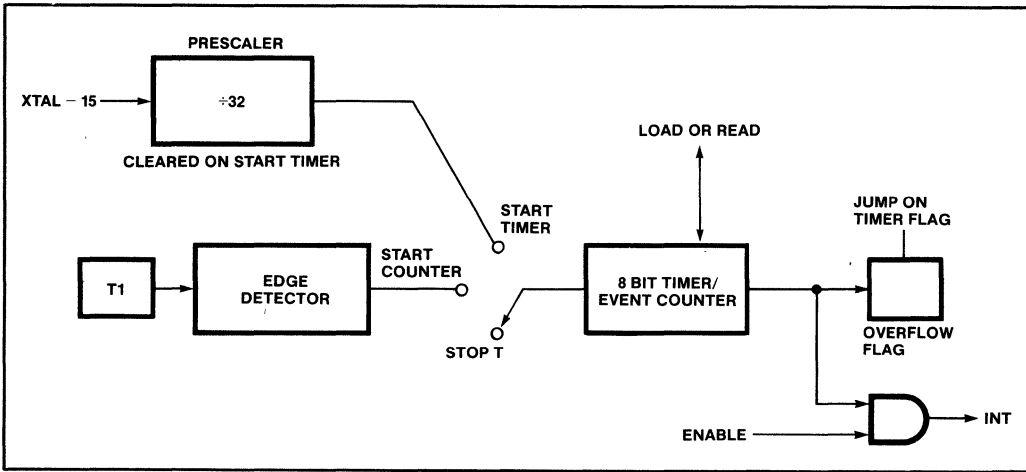 PRESCALER
XTAL – 15
÷32
CLEARED ON START TIMER
LOAD OR READ
START
TIMER
JUMP ON
TIMER FLAG
T1
EDGE
DETECTOR
START
COUNTER
8 BIT TIMER/
EVENT COUNTER
STOP T
OVERFLOW
FLAG
ENABLE
INT